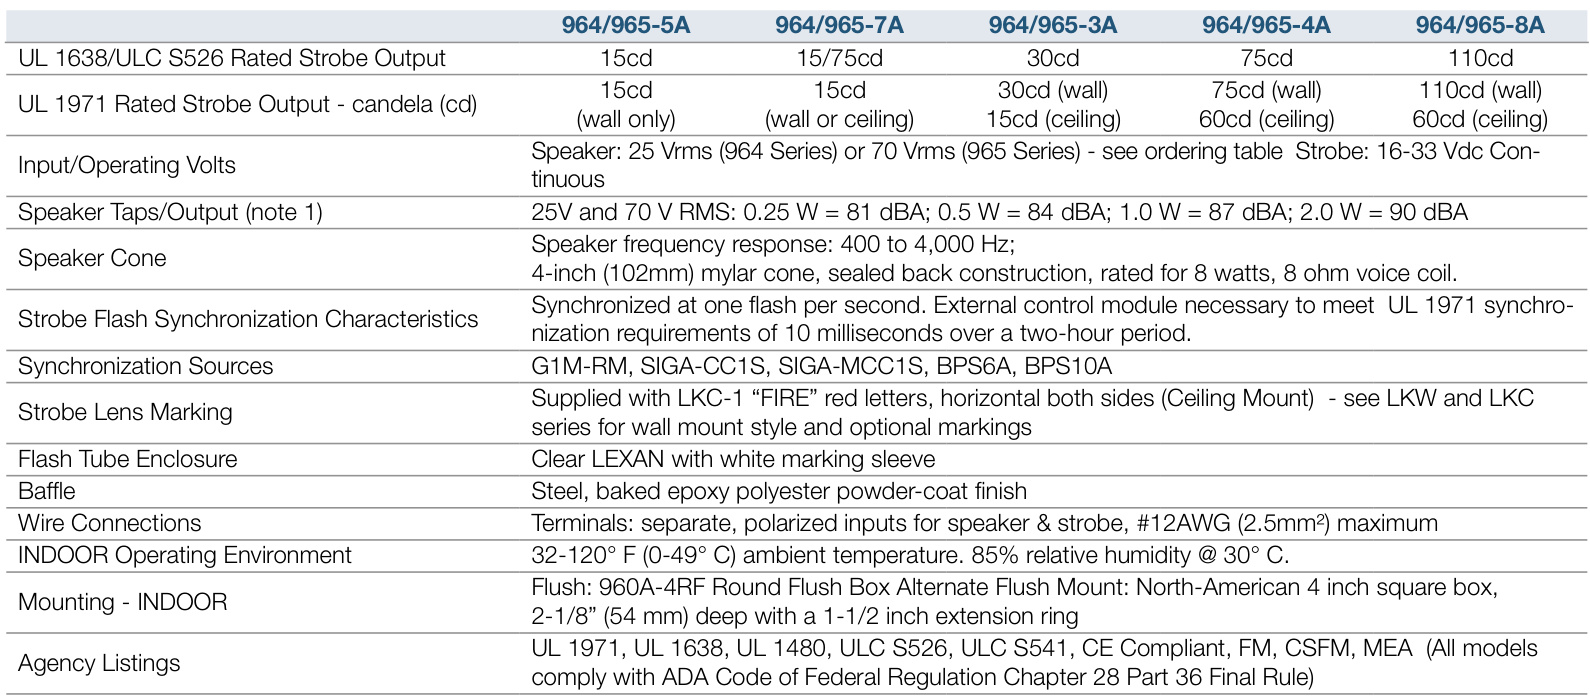 964/965-5A 964/965-7A 964/965-3A 964/965-4A 964/965-8A
UL 1638/ULC S526 Rated Strobe Output 15cd 15/75cd 30cd 75cd 110cd
UL 1971 Rated Strobe Output - candela (cd) 15cd 15cd 30cd (wall) 75cd (wall) 110cd (wall)
(wall only) (wall or ceiling) 15cd (ceiling) 60cd (ceiling) 60cd (ceiling)
Input/Operating Volts Speaker: 25 Vrms (964 Series) or 70 Vrms (965 Series) - see ordering table  Strobe: 16-33 Vdc Con-
tinuous
Speaker Taps/Output (note 1) 25V and 70 V RMS: 0.25 W = 81 dBA; 0.5 W = 84 dBA; 1.0 W = 87 dBA; 2.0 W = 90 dBA
Speaker Cone Speaker frequency response: 400 to 4,000 Hz;
4-inch (102mm) mylar cone, sealed back construction, rated for 8 watts, 8 ohm voice coil.
Strobe Flash Synchronization Characteristics Synchronized at one flash per second. External control module necessary to meet  UL 1971 synchro-
nization requirements of 10 milliseconds over a two-hour period.
Synchronization Sources G1M-RM, SIGA-CC1S, SIGA-MCC1S, BPS6A, BPS10A
Strobe Lens Marking Supplied with LKC-1 “FIRE” red letters, horizontal both sides (Ceiling Mount)  - see LKW and LKC
series for wall mount style and optional markings
Flash Tube Enclosure Clear LEXAN with white marking sleeve
Baffle Steel, baked epoxy polyester powder-coat finish
Wire Connections Terminals: separate, polarized inputs for speaker & strobe, #12AWG (2.5mm²) maximum
INDOOR Operating Environment 32-120° F (0-49° C) ambient temperature. 85% relative humidity @ 30° C.
Mounting - INDOOR Flush: 960A-4RF Round Flush Box Alternate Flush Mount: North-American 4 inch square box,
2-1/8” (54 mm) deep with a 1-1/2 inch extension ring
Agency Listings UL 1971, UL 1638, UL 1480, ULC S526, ULC S541, CE Compliant, FM, CSFM, MEA  (All models
comply with ADA Code of Federal Regulation Chapter 28 Part 36 Final Rule)